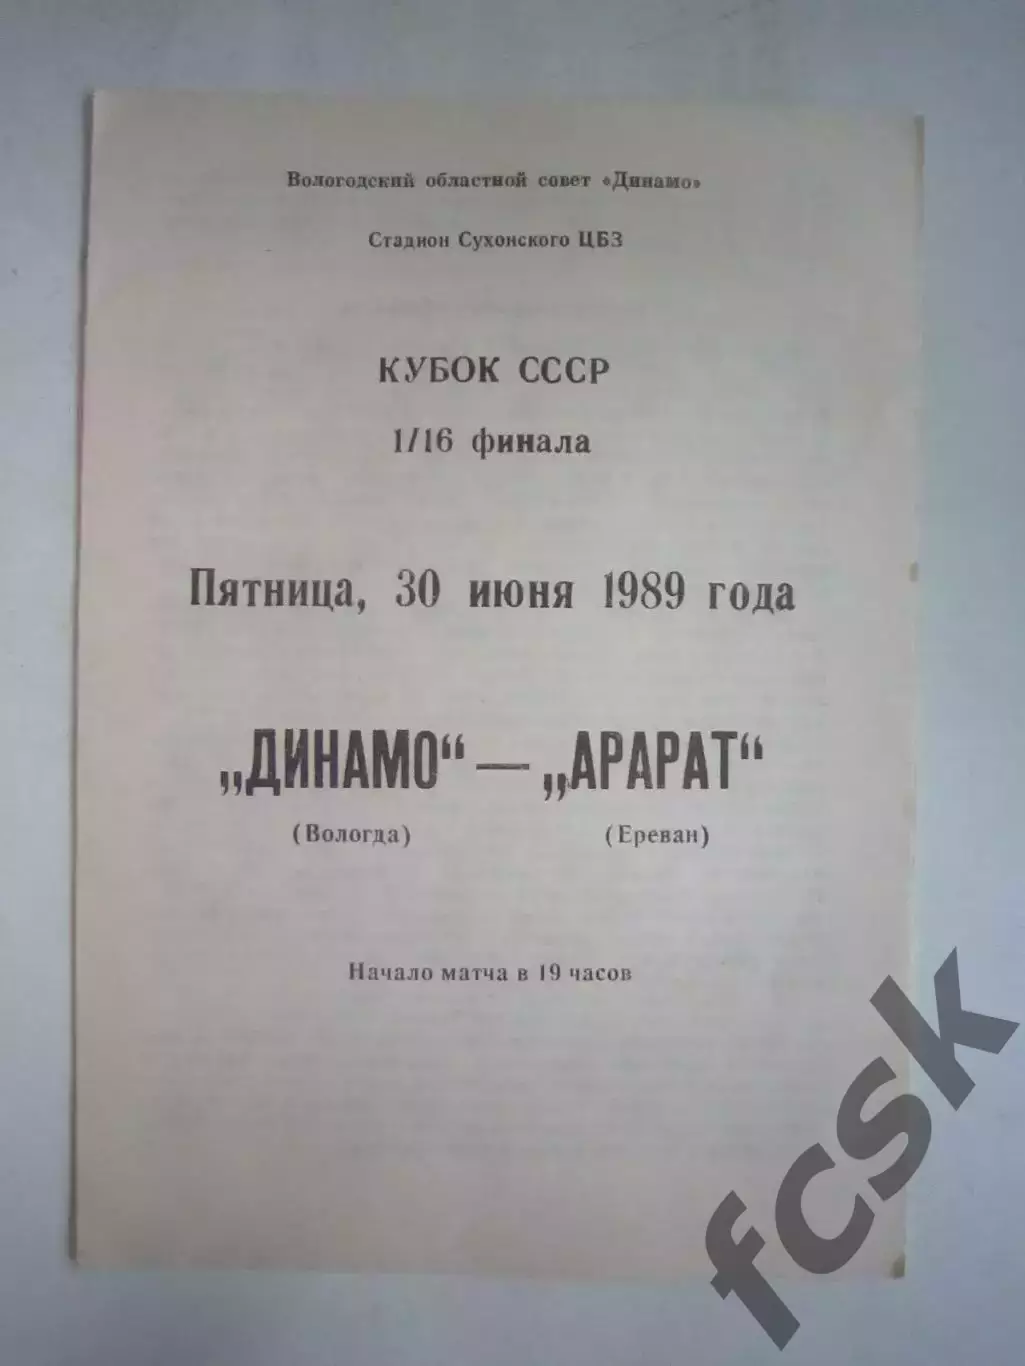 Вологодский областной совет «Динамо»
Стадион Сухонского ЦБЗ
КУБОК СССР
1/16 финала
Пятница, 30 июня 1989 года
„ДИНАМО“ — „АРАРАТ“
(Вологда) (Ереван)
Начало матча в 19 часов
fcsk